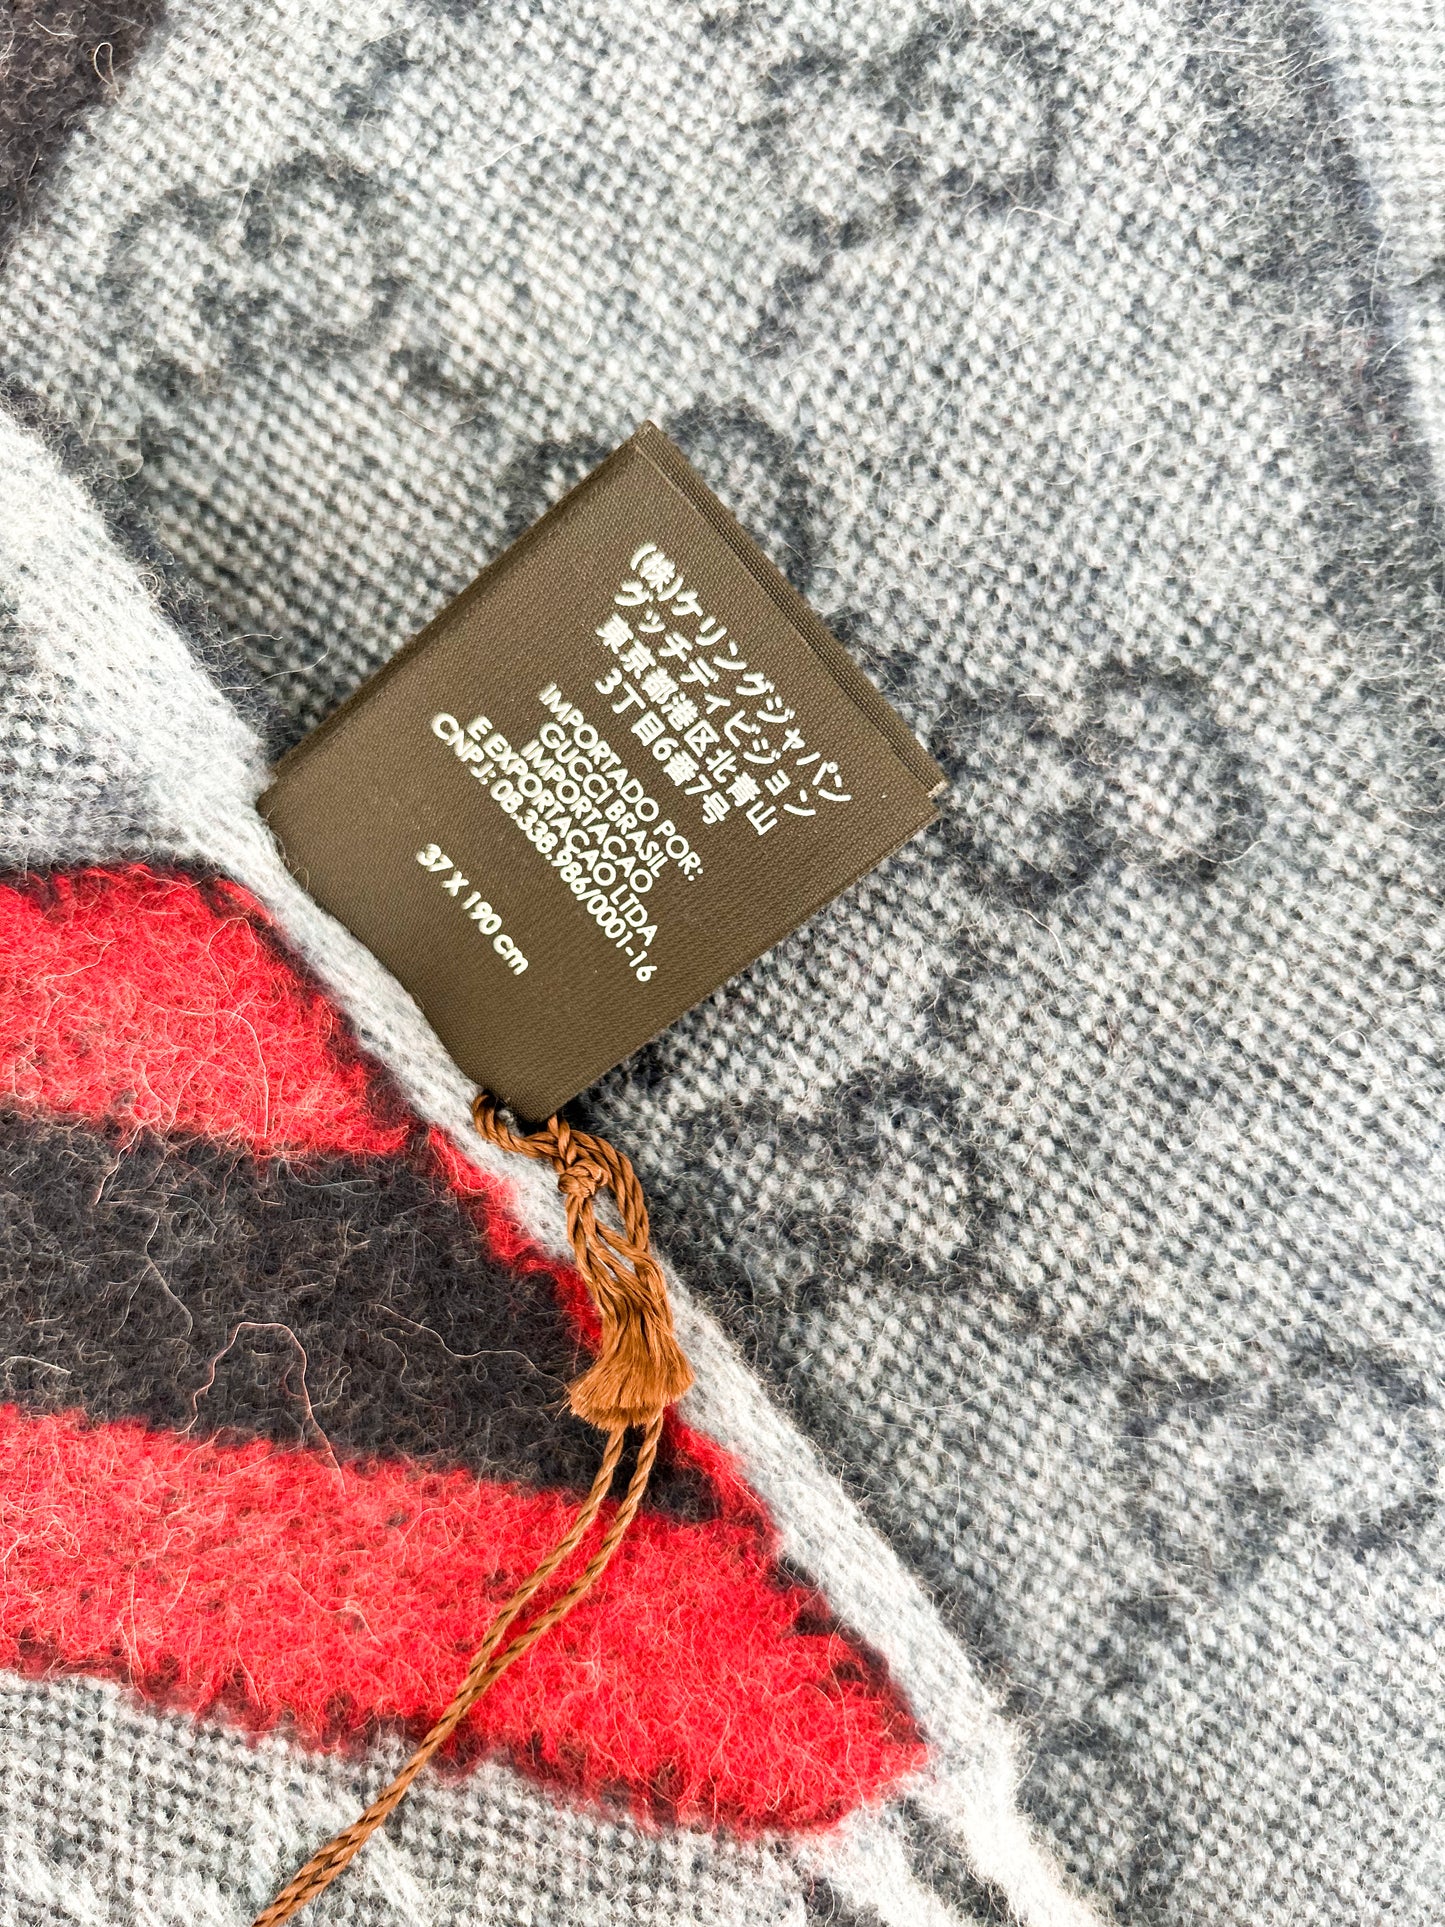 (株)ケリングジャパン
グッチディビジョン
東京都港区北青山
3丁目6番7号
IMPORTADO POR:
GUCCI BRASIL
IMPORTAÇAO
E EXPORTAÇAO LTDA
CNPJ: 08.338.986/0001-16
37 X 190 cm